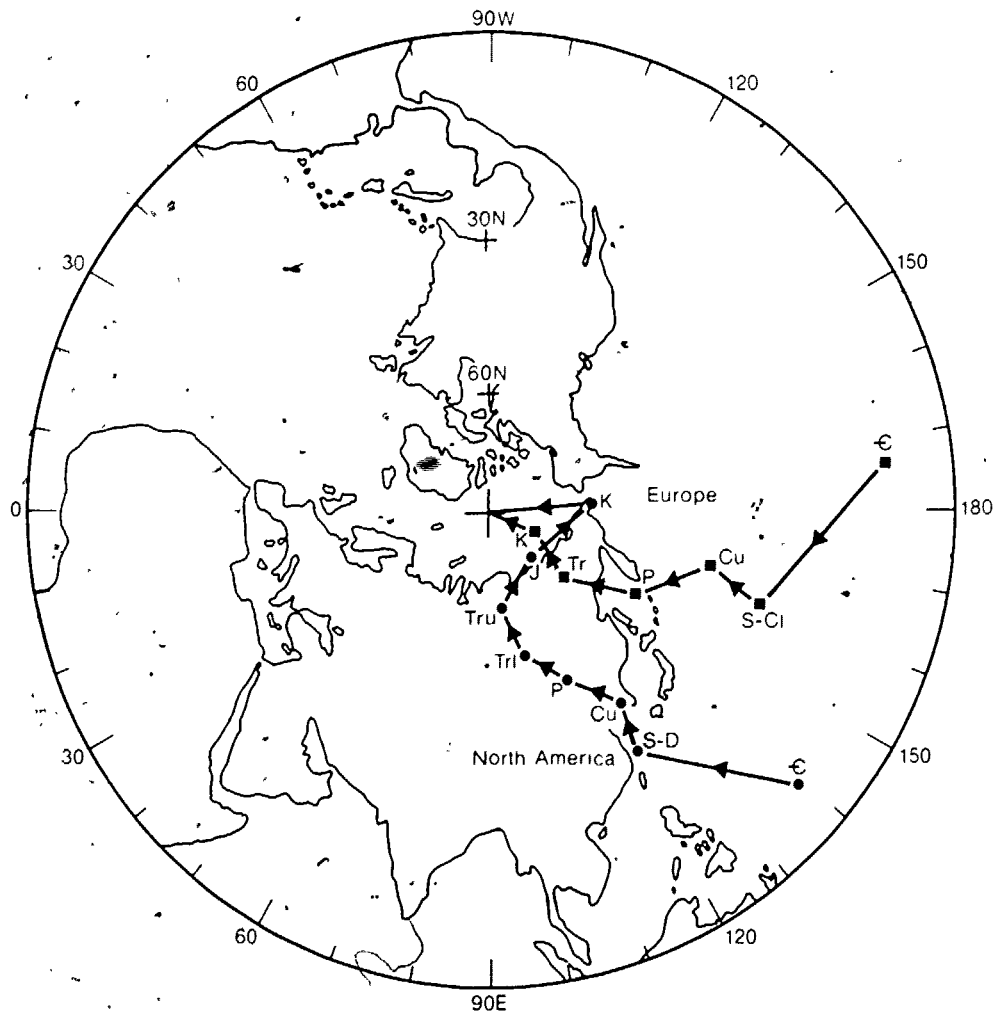 90W
60
120
30N
30
150
60N
Є
K
Europe
0
180
K
J
Tr
P
Cu
S-Cl
Tru
Trl
P
Cu
S-D
North America
Є
30
150
60
120
90E